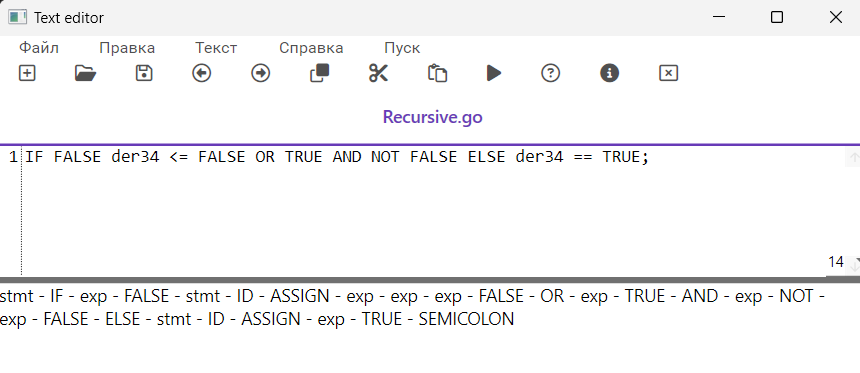 Text editor
Файл Правка Текст Справка Пуск
Recursive.go
1 IF FALSE der34 <= FALSE OR TRUE AND NOT FALSE ELSE der34 == TRUE;
14
stmt - IF - exp - FALSE - stmt - ID - ASSIGN - exp - exp - exp - FALSE - OR - exp - TRUE - AND - exp - NOT -
exp - FALSE - ELSE - stmt - ID - ASSIGN - exp - TRUE - SEMICOLON